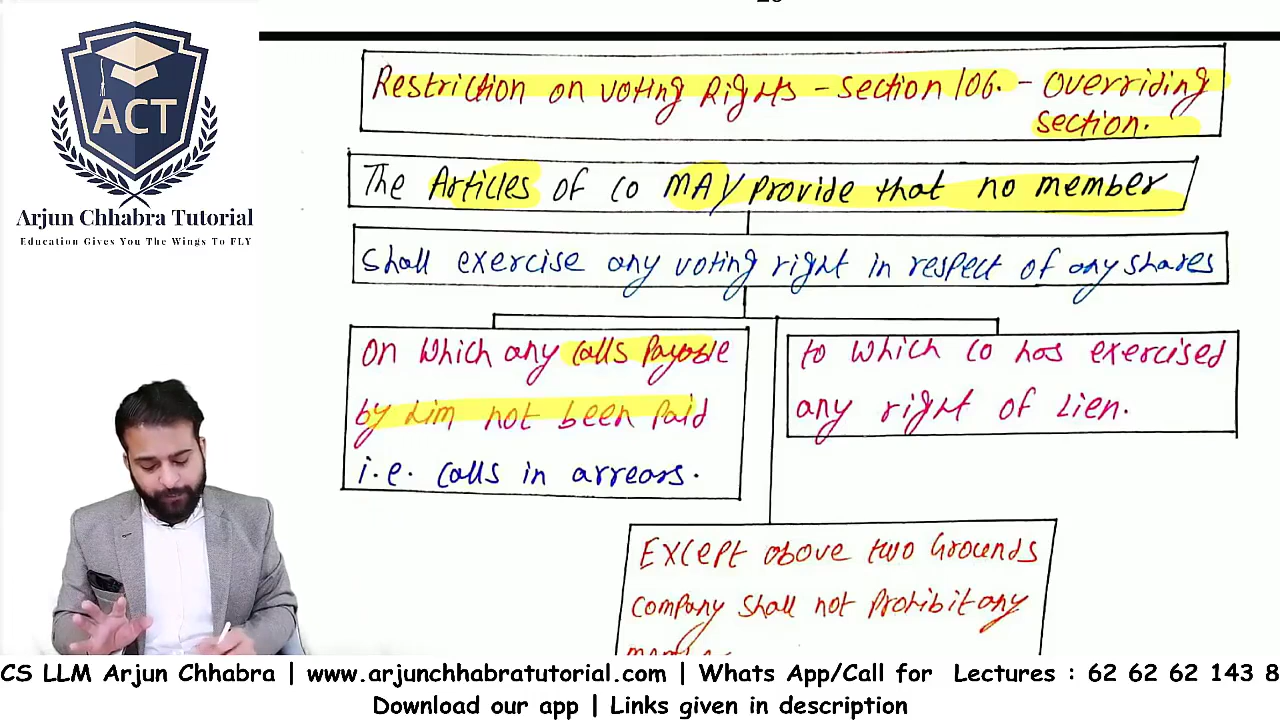 ACT
Arjun Chhabra Tutorial
Education Gives You The Wings To FLY
Restriction on voting Rights - section 106. - Overriding
section.
The Articles of Co MAY provide that no member
shall exercise any voting right in respect of any shares
on which any calls payable
by him not been paid
i.e. calls in arrears.
to which Co has exercised
any right of Lien.
EXCEPT above two Grounds
company shall not prohibit any
CS LLM Arjun Chhabra | www.arjunchhabratutorial.com | Whats App/Call for Lectures : 62 62 62 143 8
Download our app | Links given in description